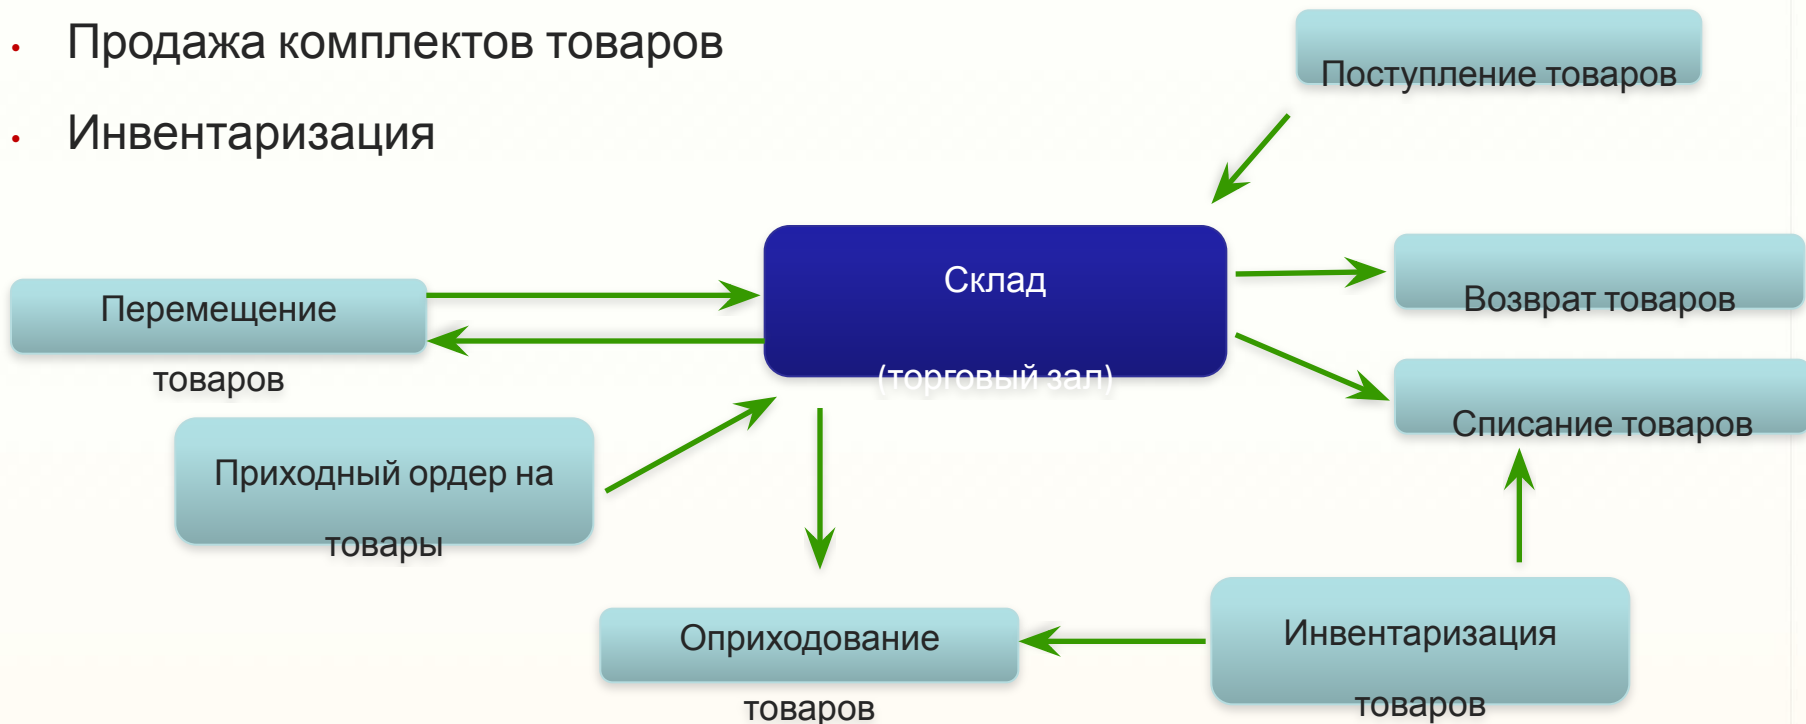 Продажа комплектов товаров
Инвентаризация
Поступление товаров
Склад
(торговый зал)
Перемещение
товаров
Возврат товаров
Списание товаров
Приходный ордер на
товары
Оприходование
товаров
Инвентаризация
товаров